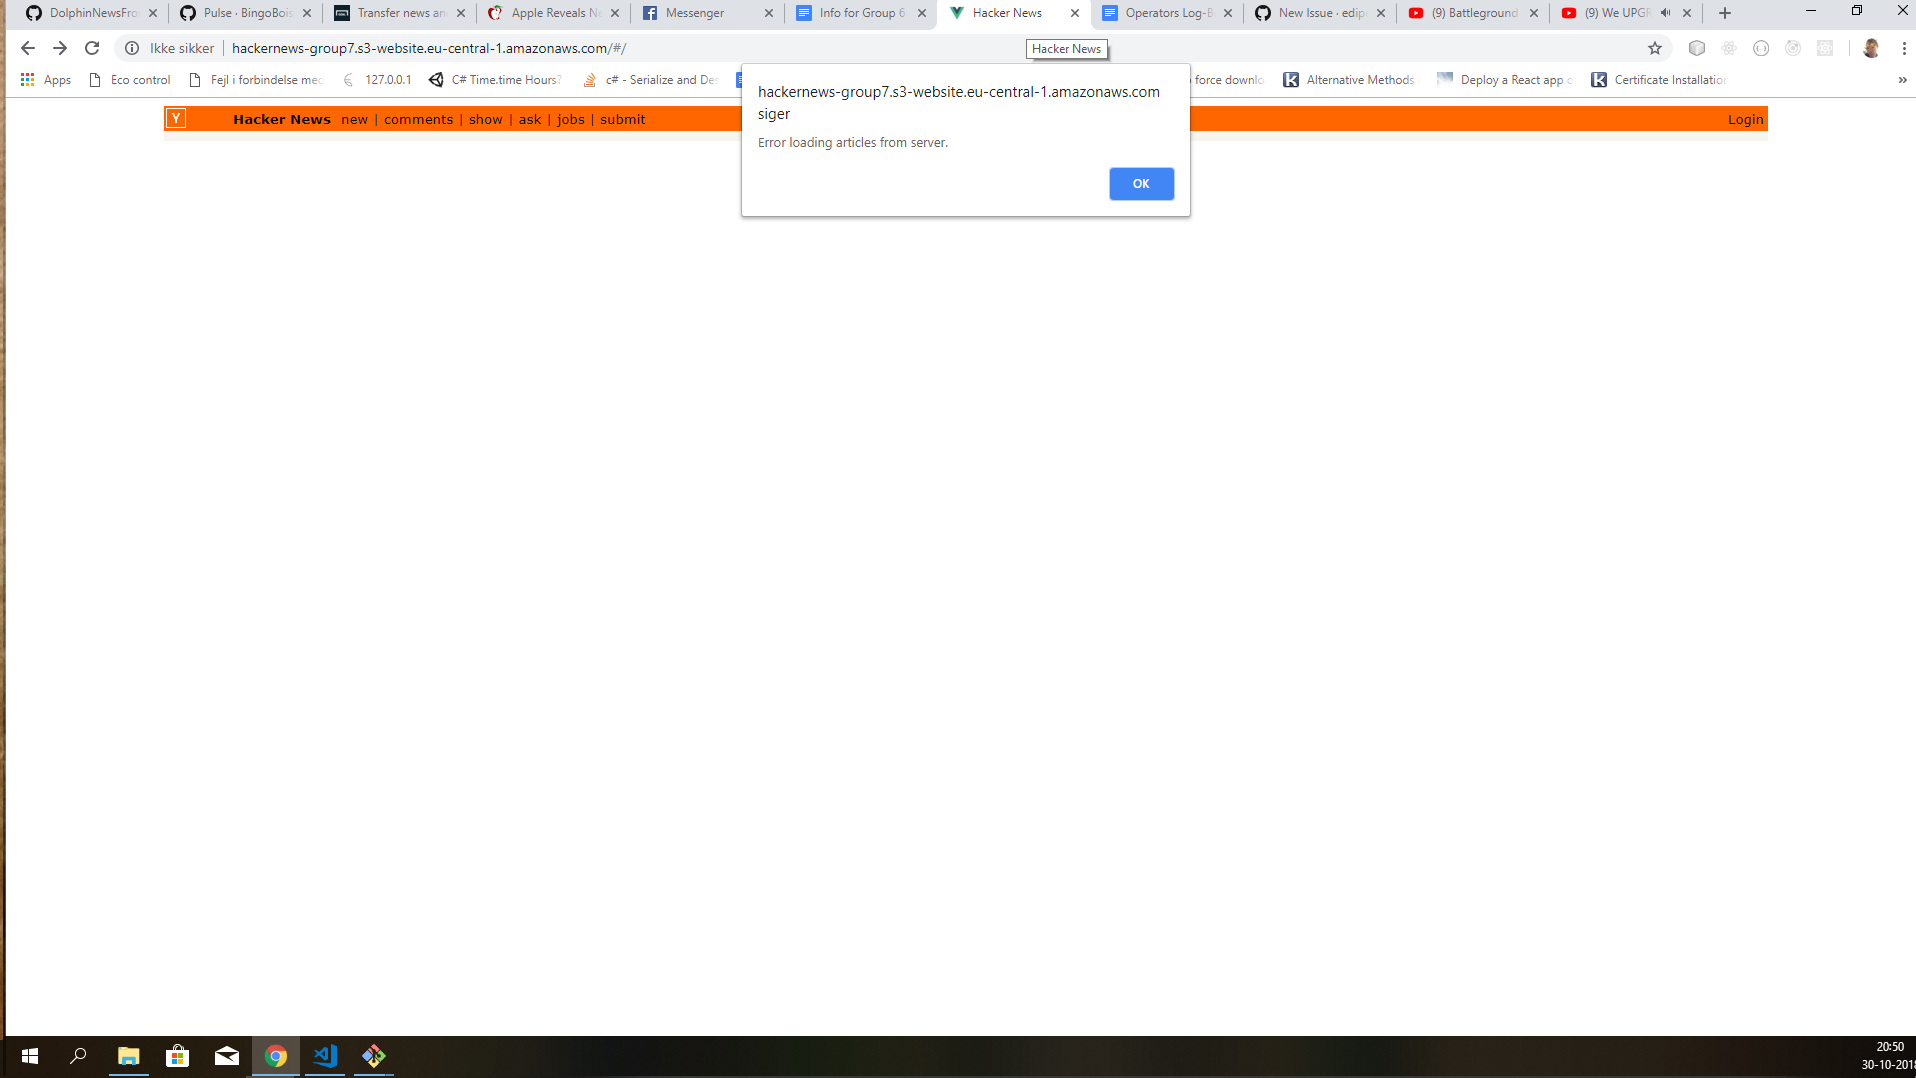 DolphinNewsFro
Pulse · BingoBois
Transfer news an
Apple Reveals Ne
Messenger
Info for Group 6
Hacker News
Operators Log-B
New Issue · edipe
(9) Battleground
(9) We UPGR
Ikke sikker
hackernews-group7.s3-website.eu-central-1.amazonaws.com/#/
Hacker News
Apps
Eco control
Fejl i forbindelse med
127.0.0.1
C# Time.time Hours?
c# - Serialize and Des
force downlo
Alternative Methods
Deploy a React app o
Certificate Installation
»
hackernews-group7.s3-website.eu-central-1.amazonaws.com
siger
Error loading articles from server.
OK
Y
Hacker News new | comments | show | ask | jobs | submit
Login
20:50
30-10-2018